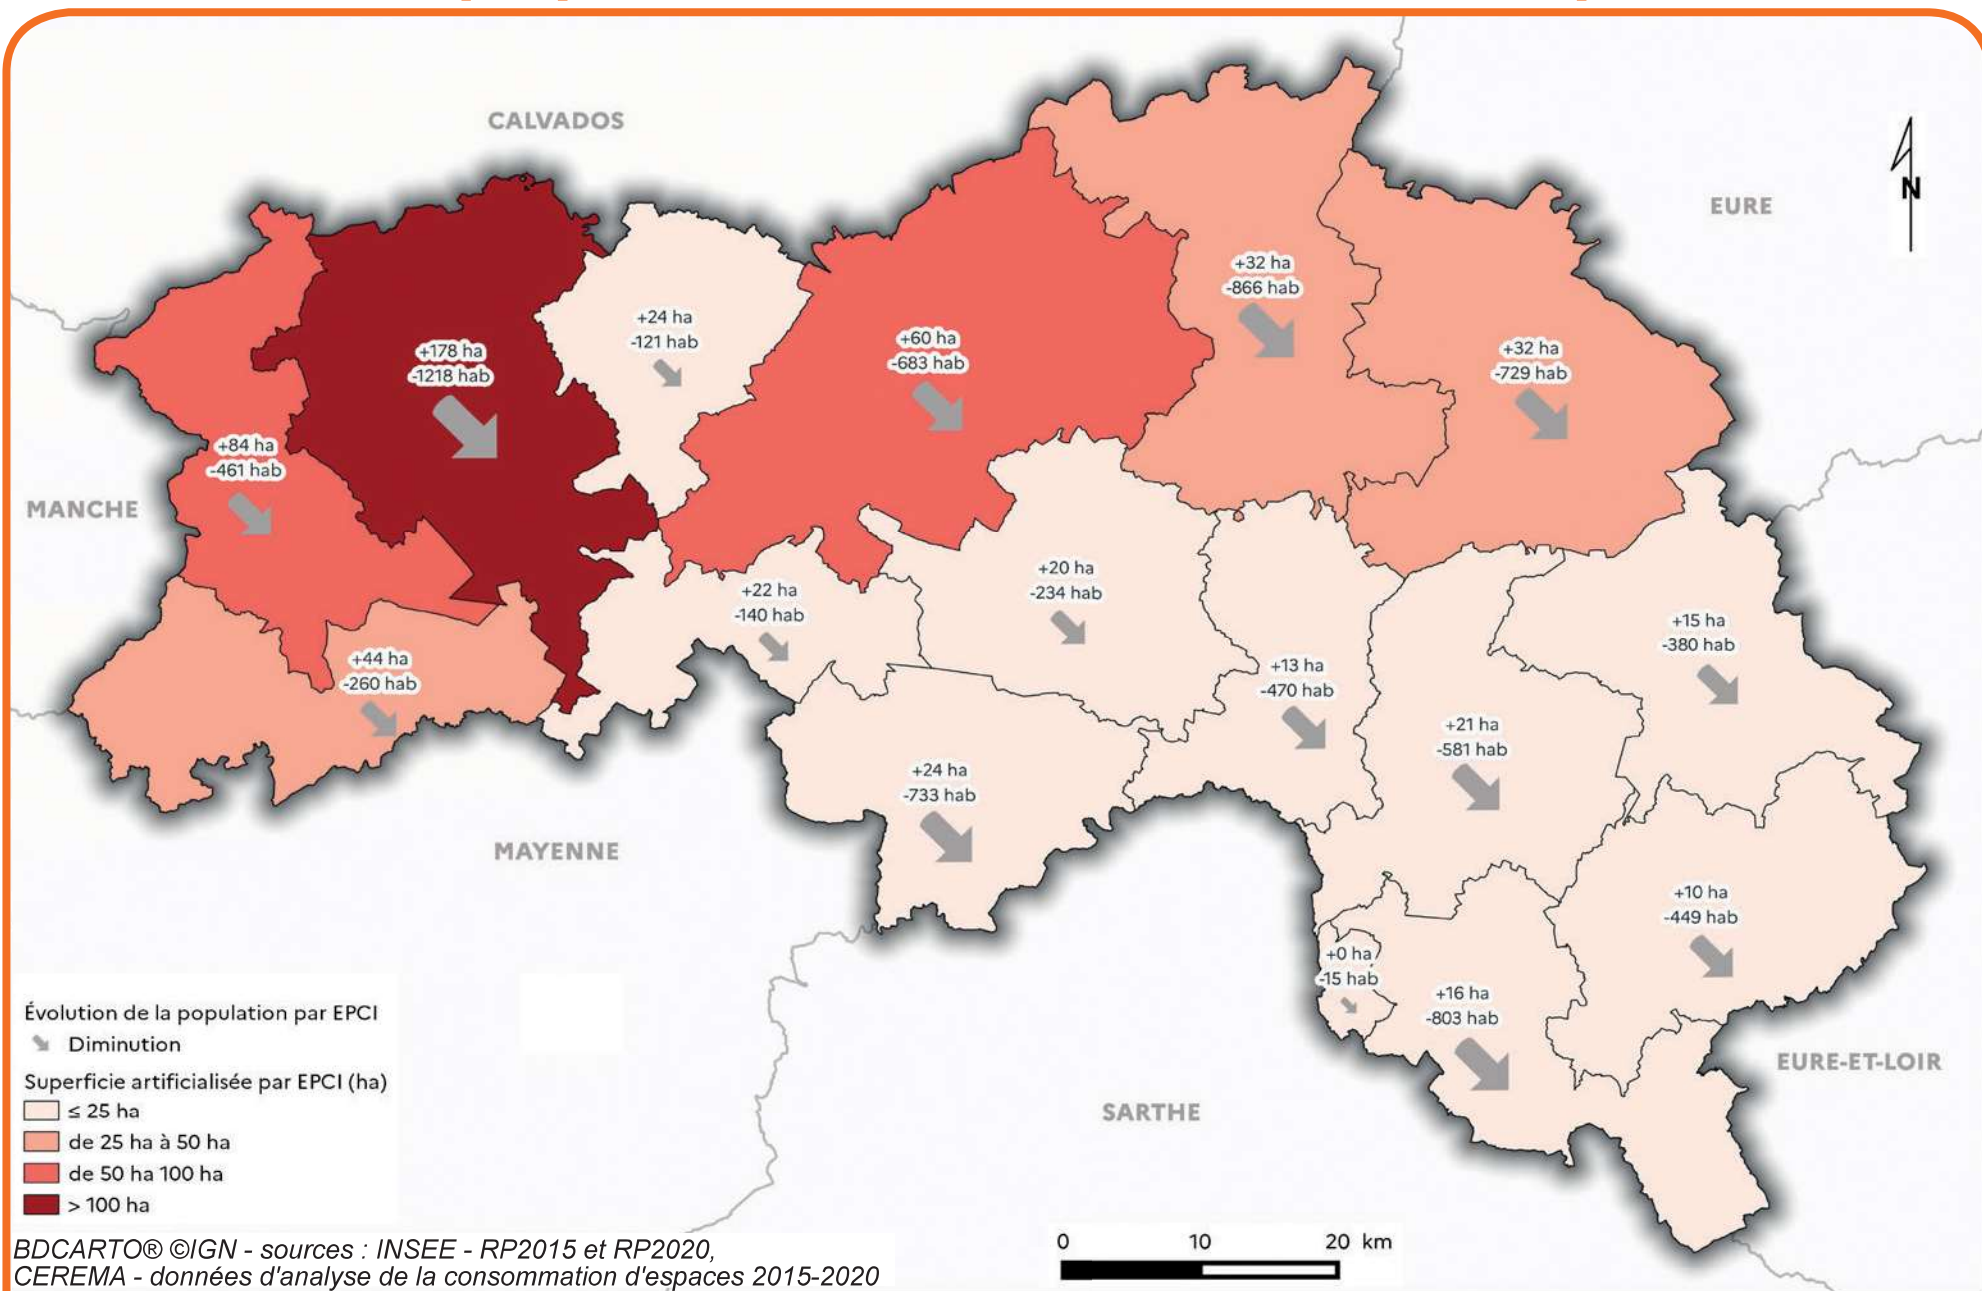 CALVADOS
EURE
N
+32 ha
-866 hab
+24 ha
-121 hab
+60 ha
-683 hab
+178 ha
-1218 hab
+32 ha
-729 hab
+84 ha
-461 hab
MANCHE
+20 ha
-234 hab
+22 ha
-140 hab
+15 ha
-380 hab
+44 ha
-260 hab
+13 ha
-470 hab
+21 ha
-581 hab
+24 ha
-733 hab
MAYENNE
+10 ha
-449 hab
+0 ha
-15 hab
+16 ha
-803 hab
EURE-ET-LOIR
SARTHE
Évolution de la population par EPCI
Diminution
Superficie artificialisée par EPCI (ha)
≤ 25 ha
de 25 ha à 50 ha
de 50 ha 100 ha
> 100 ha
0 10 20 km
BDCARTO® ©IGN - sources : INSEE - RP2015 et RP2020,
CEREMA - données d'analyse de la consommation d'espaces 2015-2020